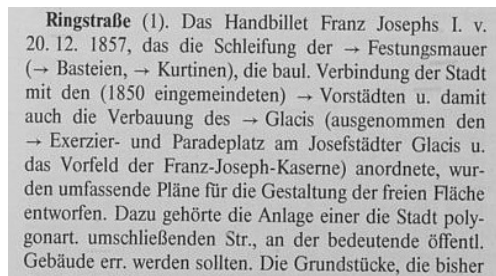 Ringstraße (1). Das Handbillet Franz Josephs I. v.
20. 12. 1857, das die Schleifung der → Festungsmauer
(→ Basteien, → Kurtinen), die baul. Verbindung der Stadt
mit den (1850 eingemeindeten) → Vorstädten u. damit
auch die Verbauung des → Glacis (ausgenommen den
→ Exerzier- und Paradeplatz am Josefstädter Glacis u.
das Vorfeld der Franz-Joseph-Kaserne) anordnete, wur-
den umfassende Pläne für die Gestaltung der freien Fläche
entworfen. Dazu gehörte die Anlage einer die Stadt poly-
gonart. umschließenden Str., an der bedeutende öffentl.
Gebäude err. werden sollten. Die Grundstücke, die bisher